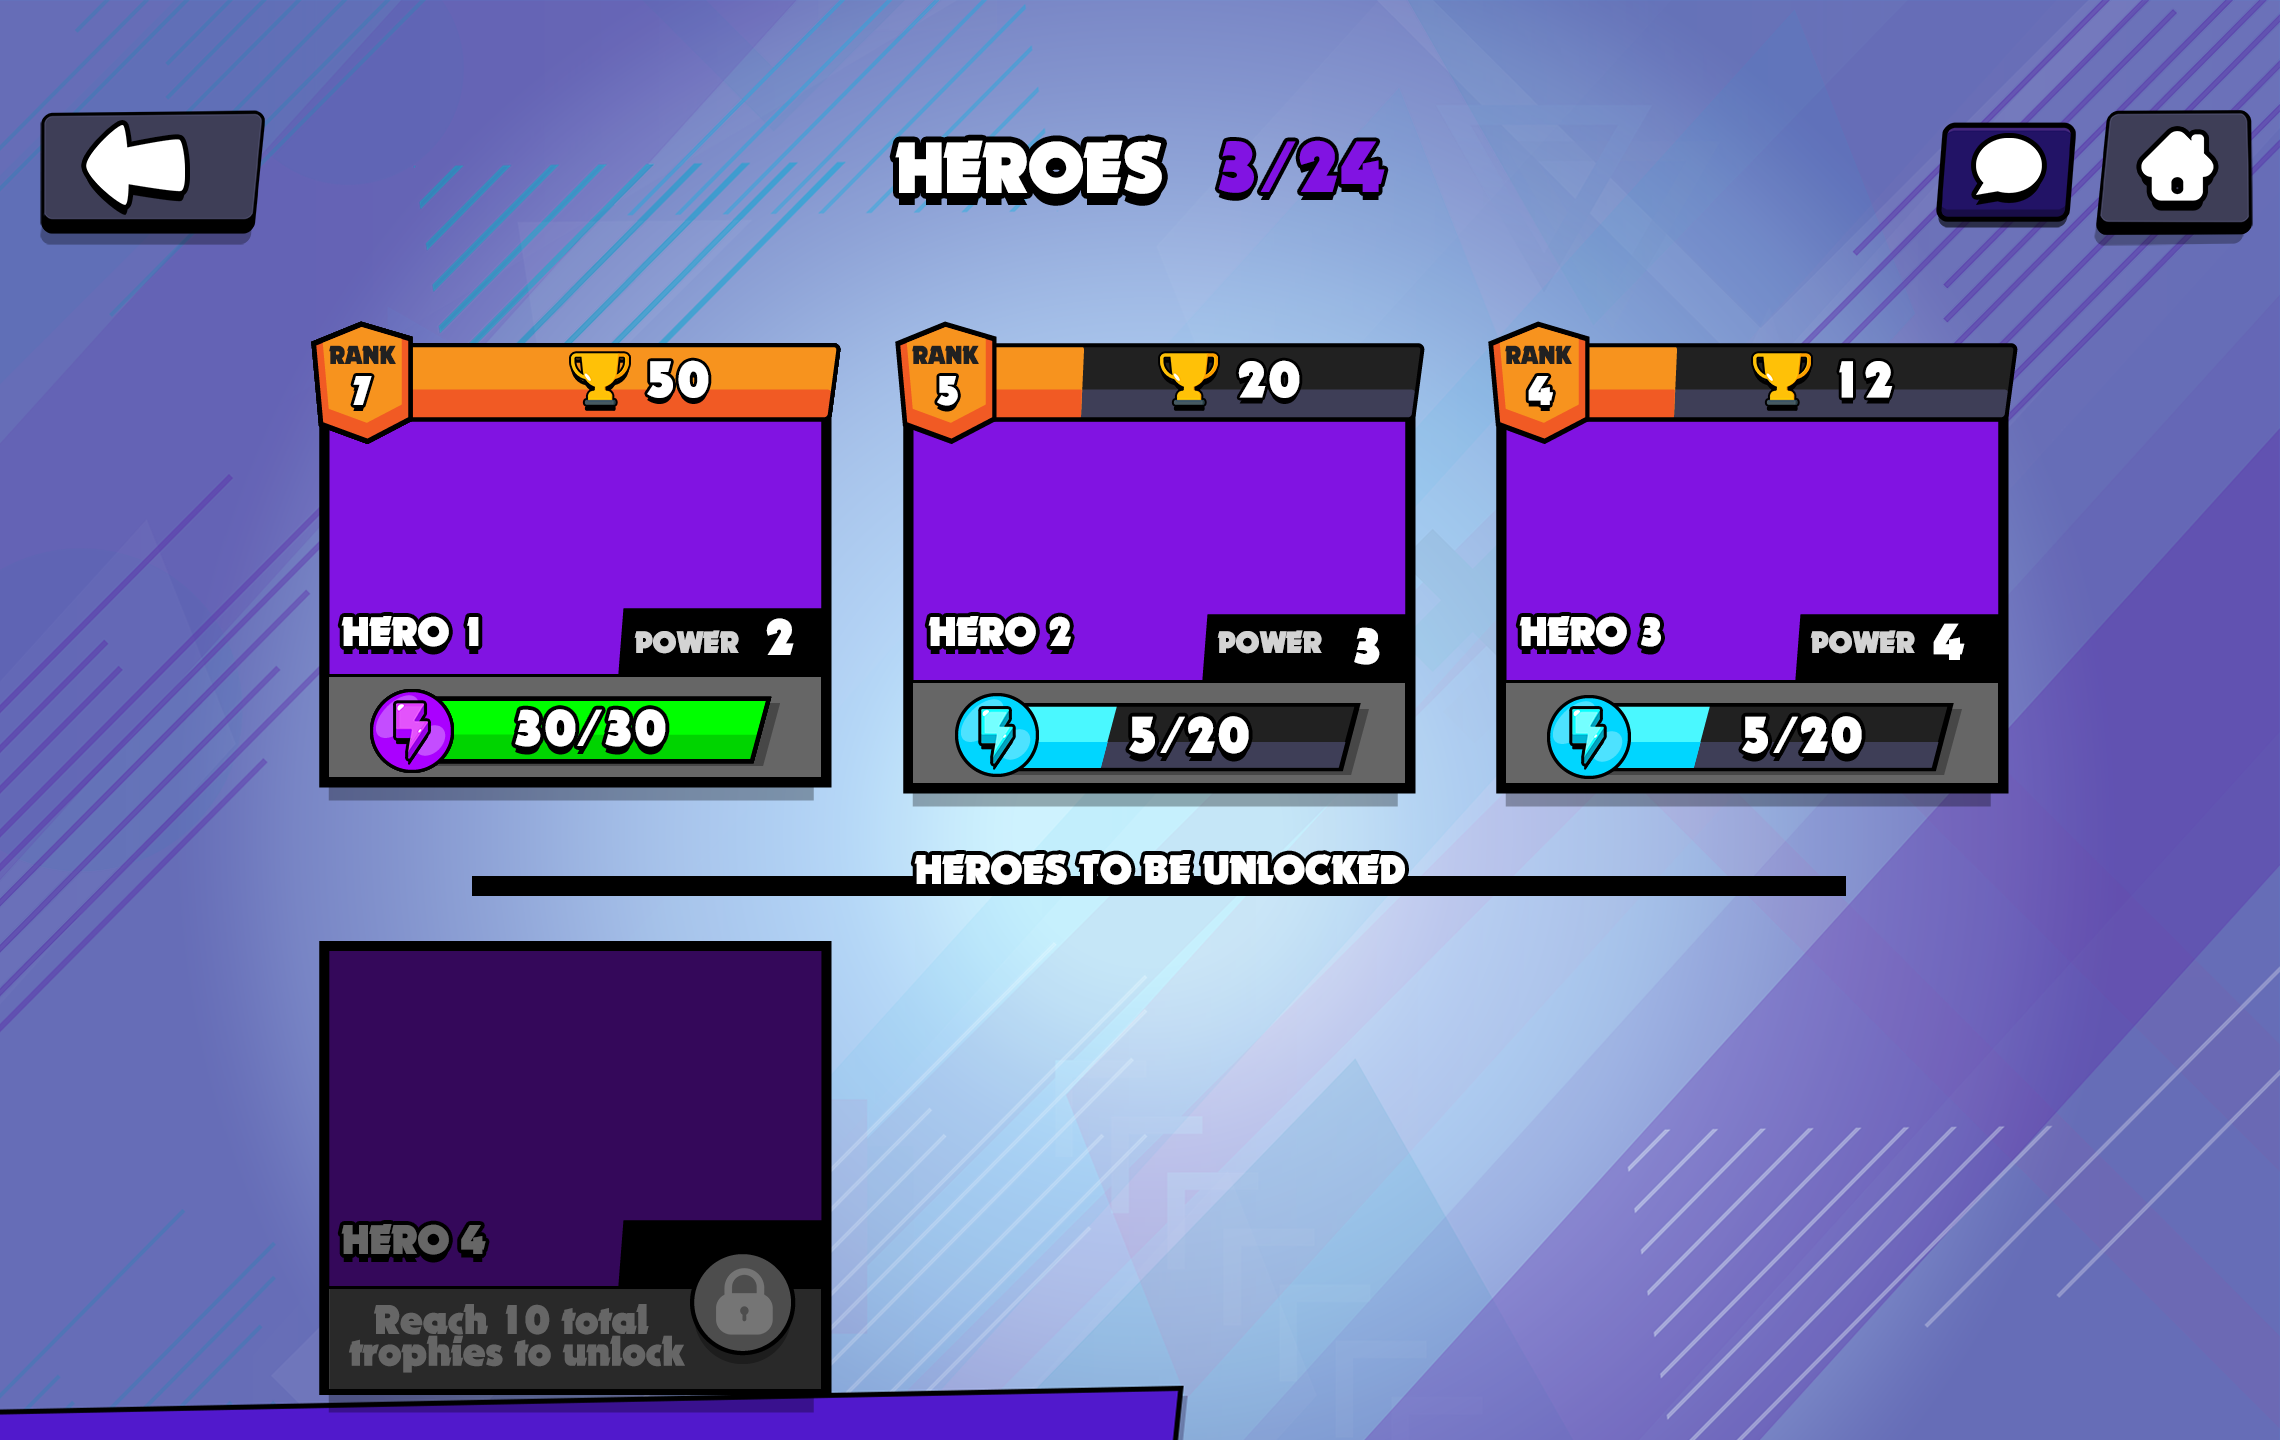 HEROES 3/24
RANK
7
50
HERO 1
POWER 2
30/30
RANK
5
20
HERO 2
POWER 3
5/20
RANK
4
12
HERO 3
POWER 4
5/20
HEROES TO BE UNLOCKED
HERO 4
Reach 10 total
trophies to unlock